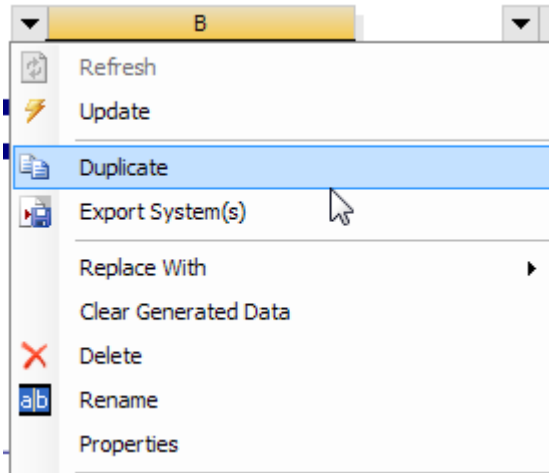 B
Refresh
Update
Duplicate
Export System(s)
Replace With
Clear Generated Data
Delete
a|b Rename
Properties